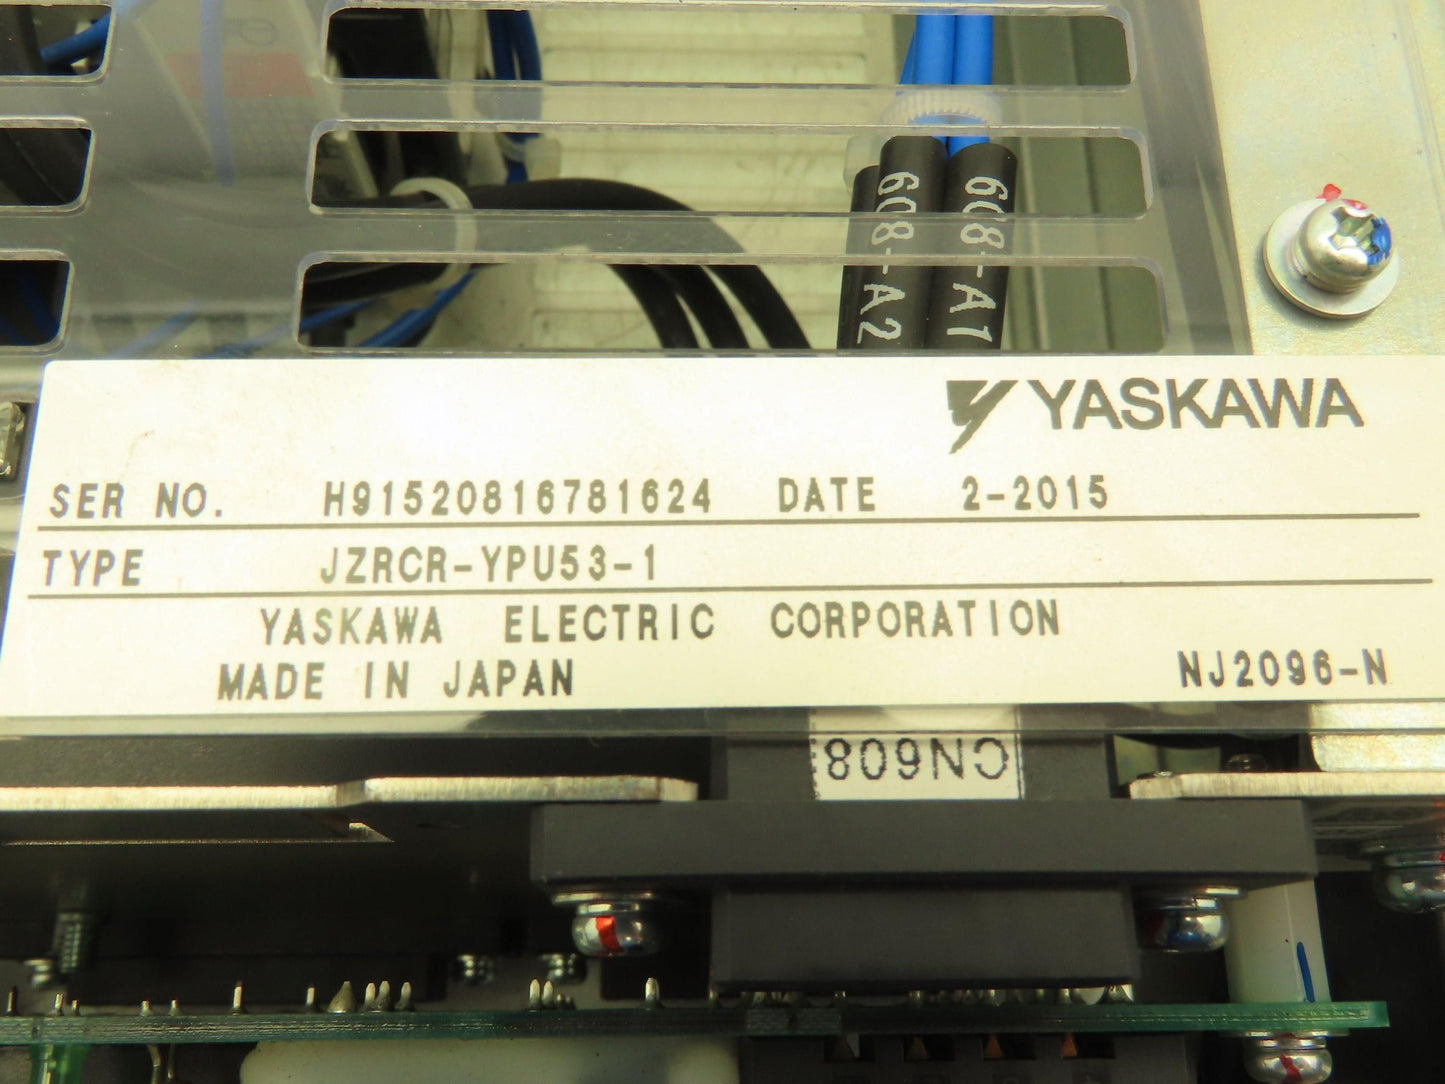 608-A2
608-A1
YASKAWA
SER NO. H91520816781624 DATE 2-2015
TYPE JZRCR-YPU53-1
YASKAWA ELECTRIC CORPORATION
MADE IN JAPAN NJ2096-N
CN608